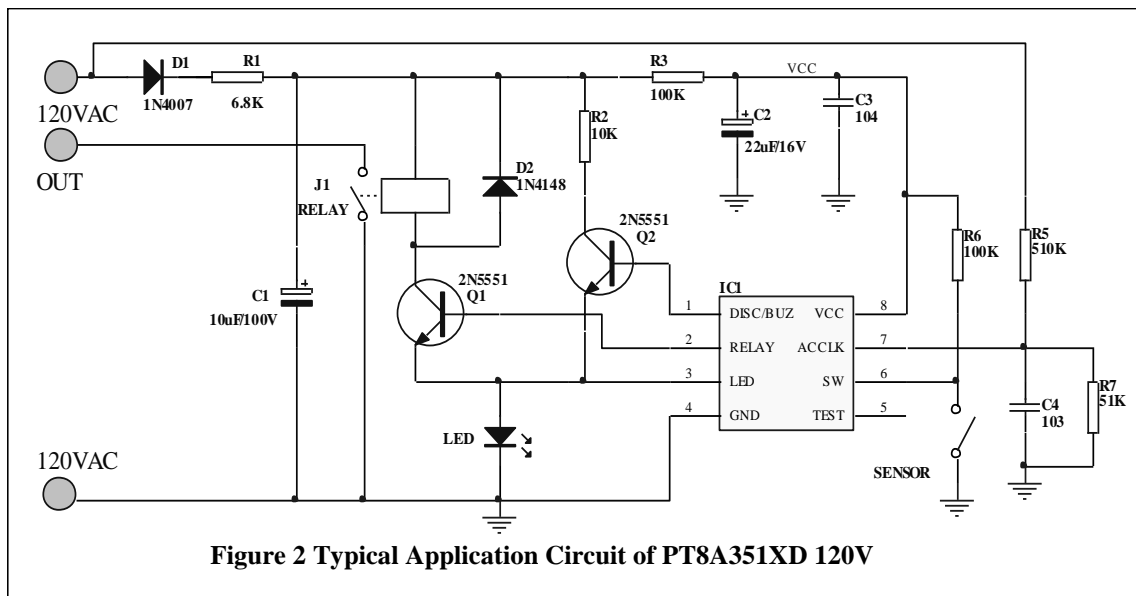 D1
R1
R3
VCC
120VAC
1N4007
6.8K
100K
C3
104
R2
10K
C2
22uF/16V
OUT
D2
1N4148
J1
RELAY
2N5551
Q2
R6
100K
R5
510K
2N5551
Q1
C1
10uF/100V
IC1
1 DISC/BUZ VCC 8
2 RELAY ACCLK 7
3 LED SW 6
4 GND TEST 5
R7
51K
C4
103
LED
SENSOR
120VAC
+
+
Figure 2 Typical Application Circuit of PT8A351XD 120V